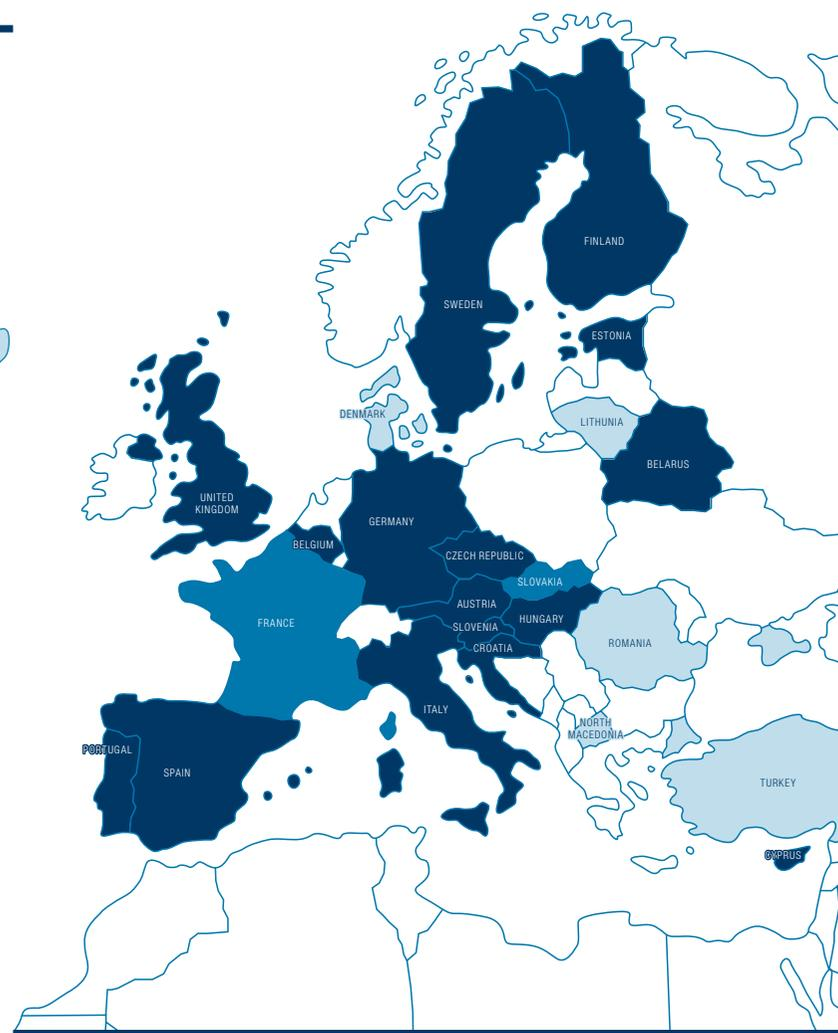 FINLAND
SWEDEN
ESTONIA
DENMARK
LITHUNIA
BELARUS
UNITED
KINGDOM
GERMANY
BELGIUM
CZECH REPUBLIC
SLOVAKIA
AUSTRIA
HUNGARY
FRANCE
SLOVENIA
ROMANIA
CROATIA
ITALY
NORTH
MACEDONIA
PORTUGAL
SPAIN
TURKEY
CYPRUS